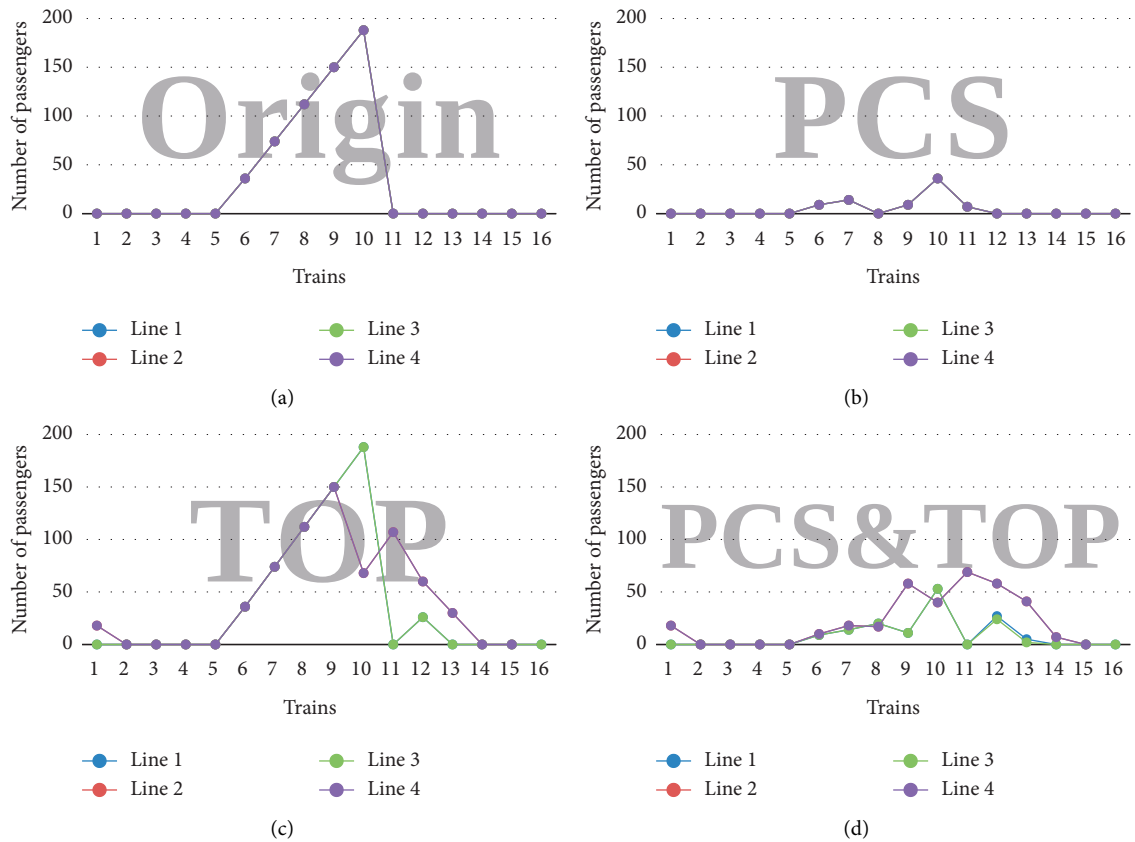 Number of passengers
200
150
100
50
0
Origin
1 2 3 4 5 6 7 8 9 10 11 12 13 14 15 16
Trains
Line 1
Line 2
Line 3
Line 4
(a)
Number of passengers
200
150
100
50
0
PCS
1 2 3 4 5 6 7 8 9 10 11 12 13 14 15 16
Trains
Line 1
Line 2
Line 3
Line 4
(b)
Number of passengers
200
150
100
50
0
TOP
1 2 3 4 5 6 7 8 9 10 11 12 13 14 15 16
Trains
Line 1
Line 2
Line 3
Line 4
(c)
Number of passengers
200
150
100
50
0
PCS&TOP
1 2 3 4 5 6 7 8 9 10 11 12 13 14 15 16
Trains
Line 1
Line 2
Line 3
Line 4
(d)